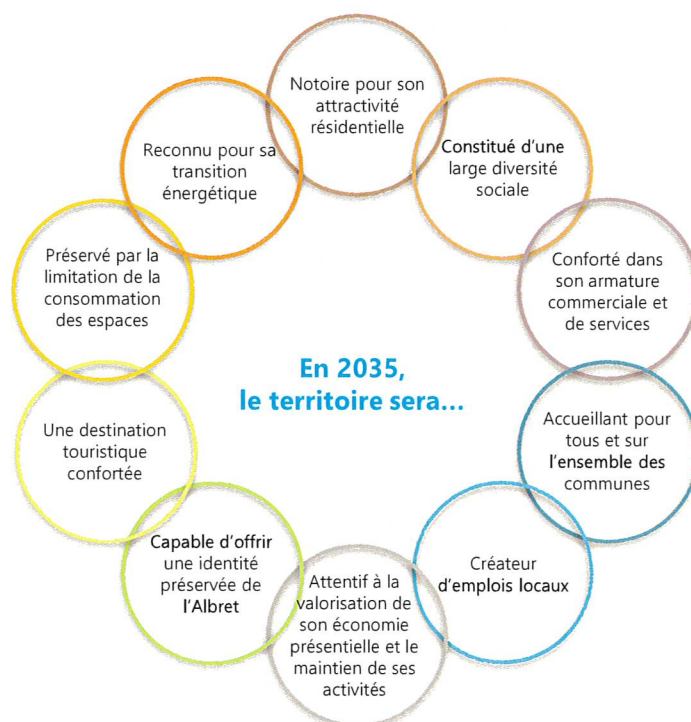 Notoire pour son
attractivité
résidentielle
Constitué d'une
large diversité
sociale
Conforté dans
son armature
commerciale et
de services
Accueillant pour
tous et sur
l'ensemble des
communes
Créateur
d'emplois locaux
Attentif à la
valorisation de
son économie
présentielle et le
maintien de ses
activités
Capable d'offrir
une identité
préservée de
l'Albret
Une destination
touristique
confortée
Préservé par la
limitation de la
consommation
des espaces
Reconnu pour sa
transition
énergétique
En 2035,
le territoire sera...